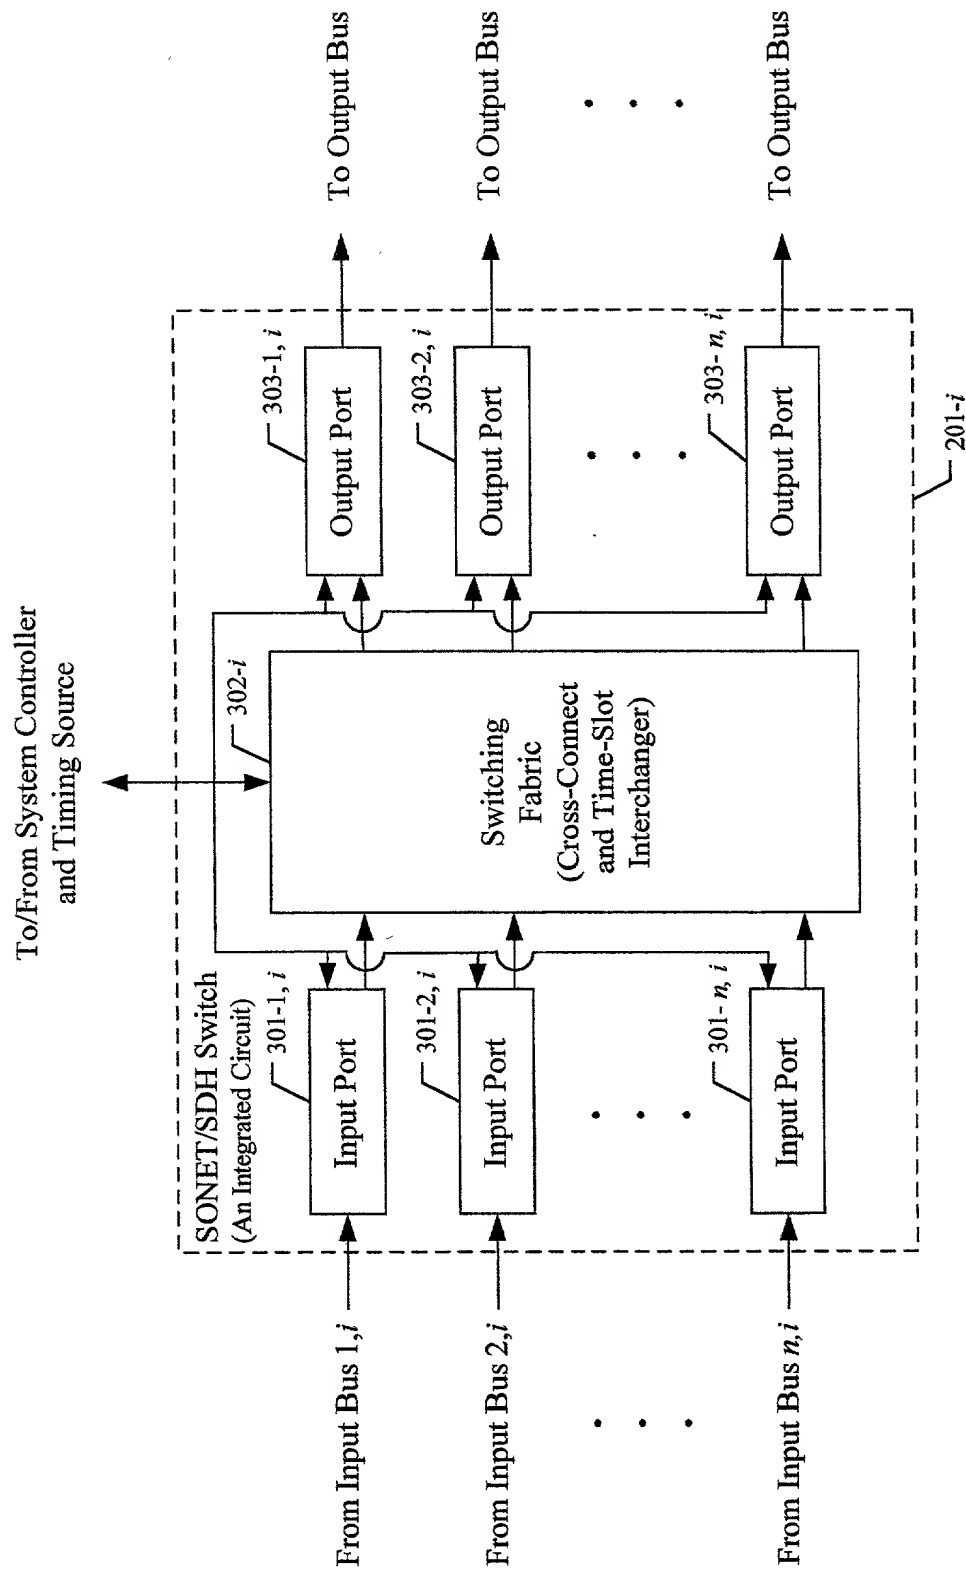 To/From System Controller
and Timing Source
SONET/SDH Switch
(An Integrated Circuit)
302-i
301-1, i
303-1, i
From Input Bus 1,i
Input Port
Output Port
To Output Bus
301-2, i
303-2, i
From Input Bus 2,i
Input Port
Output Port
To Output Bus
Switching
Fabric
(Cross-Connect
and Time-Slot
Interchanger)
301- n, i
303- n, i
From Input Bus n,i
Input Port
Output Port
To Output Bus
201-i